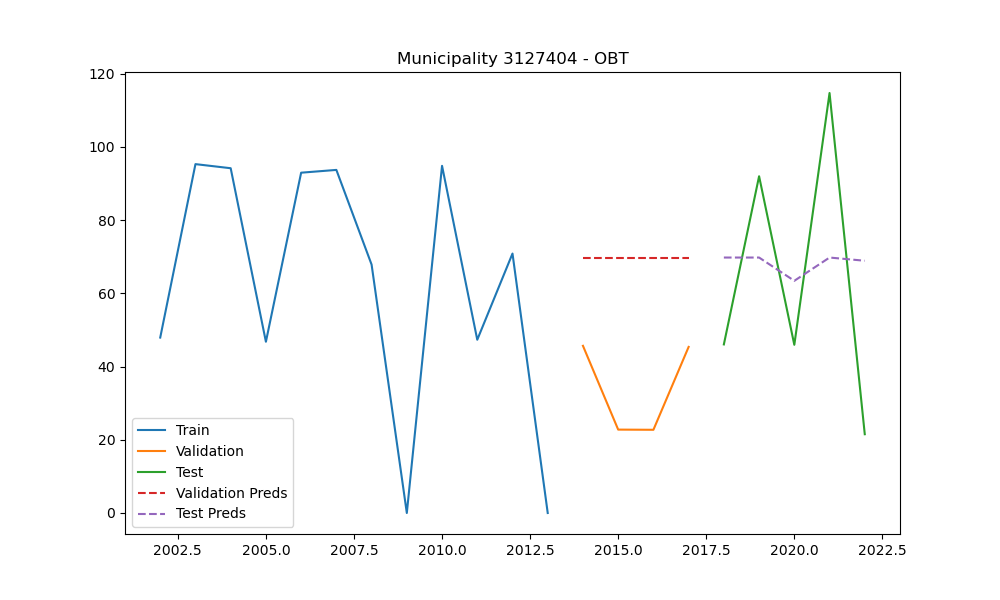 Municipality 3127404 - OBT
120
100
80
60
40
20
0
Train
Validation
Test
Validation Preds
Test Preds
2002.5 2005.0 2007.5 2010.0 2012.5 2015.0 2017.5 2020.0 2022.5